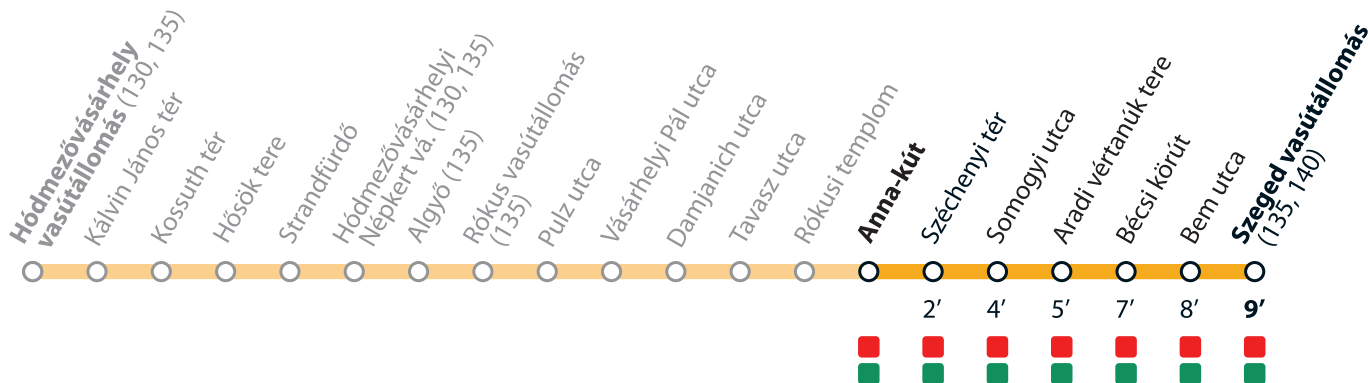 Hódmezővásárhely
vasútállomás (130, 135)
Kálvin János tér
Kossuth tér
Hősök tere
Strandfürdő
Hódmezővásárhelyi
Népkert vá. (130, 135)
Algyő (135)
Rókus vasútállomás
(135)
Pulz utca
Vásárhelyi Pál utca
Damjanich utca
Tavasz utca
Rókusi templom
Anna-kút
Széchenyi tér
Somogyi utca
Aradi vértanúk tere
Bécsi körút
Bem utca
Szeged vasútállomás
(135, 140)
2’ 4’ 5’ 7’ 8’ 9’